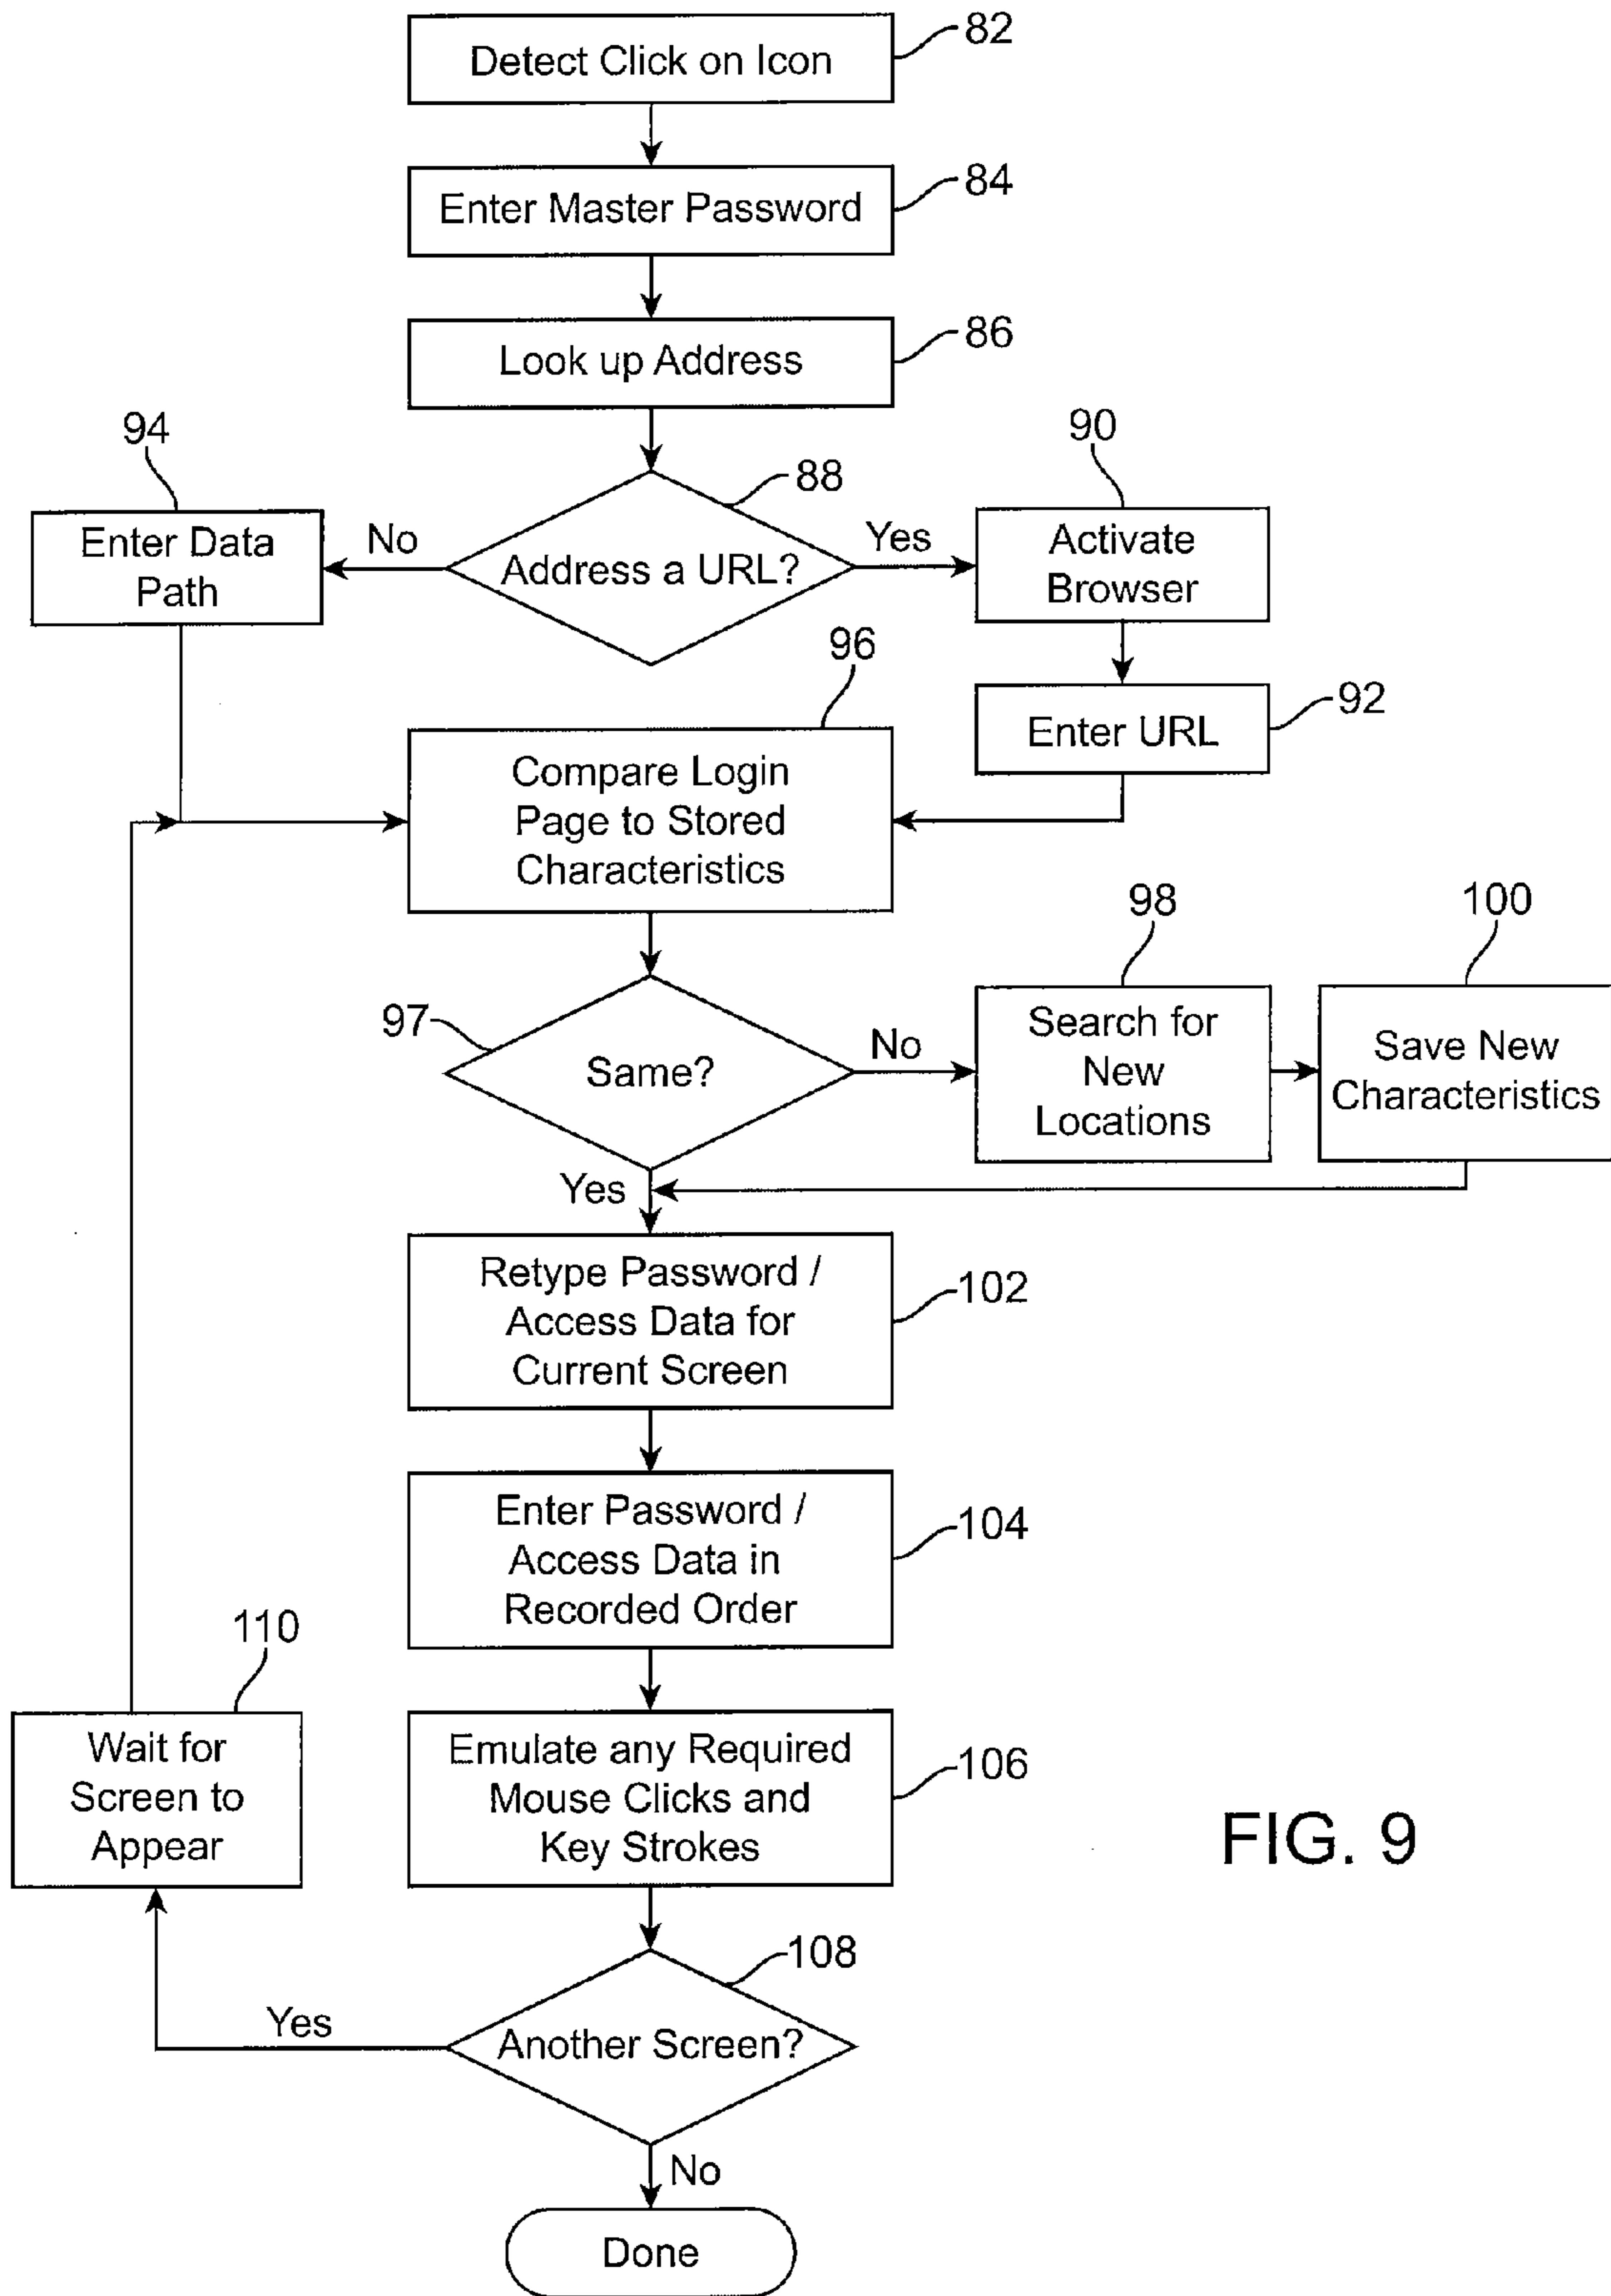 Detect Click on Icon
82
Enter Master Password
84
Look up Address
86
94
90
88
Enter Data
Path
No
Address a URL?
Yes
Activate
Browser
96
Enter URL
92
Compare Login
Page to Stored
Characteristics
98
100
97
Same?
No
Search for
New
Locations
Save New
Characteristics
Yes
Retype Password /
Access Data for
Current Screen
102
Enter Password /
Access Data in
Recorded Order
104
110
Wait for
Screen to
Appear
Emulate any Required
Mouse Clicks and
Key Strokes
106
FIG. 9
108
Yes
Another Screen?
No
Done